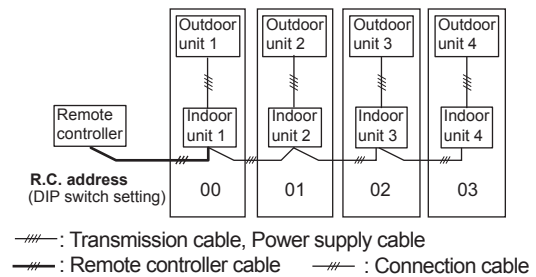 Outdoor
unit 1
Outdoor
unit 2
Outdoor
unit 3
Outdoor
unit 4
Remote
controller
Indoor
unit 1
Indoor
unit 2
Indoor
unit 3
Indoor
unit 4
R.C. address
(DIP switch setting)
00
01
02
03
: Transmission cable, Power supply cable
: Remote controller cable
: Connection cable